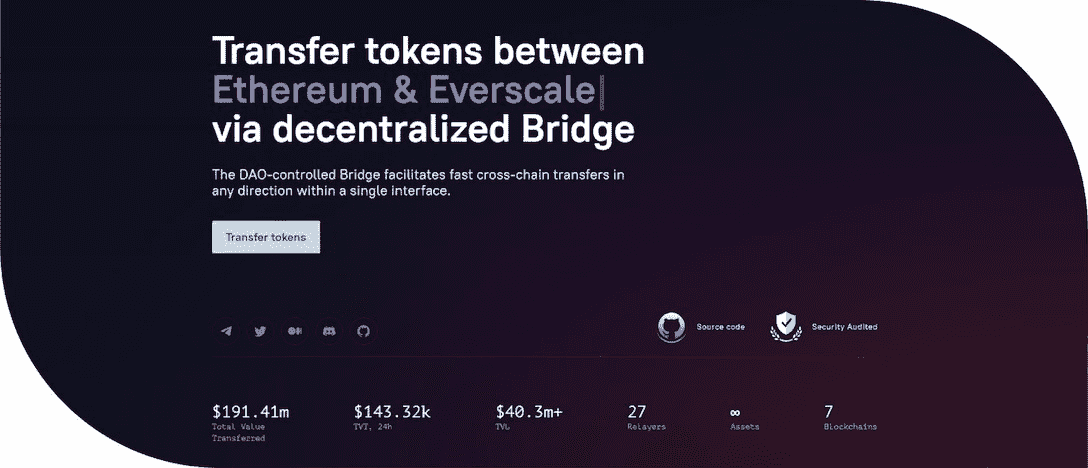 Transfer tokens between
Ethereum & Everscale
via decentralized Bridge
The DAO-controlled Bridge facilitates fast cross-chain transfers in
any direction within a single interface.
Transfer tokens
Source code
Security Audited
$191.41m
Total Value
Transferred
$143.32k
TVT, 24h
$40.3m+
TVL
27
Relayers
∞
Assets
7
Blockchains